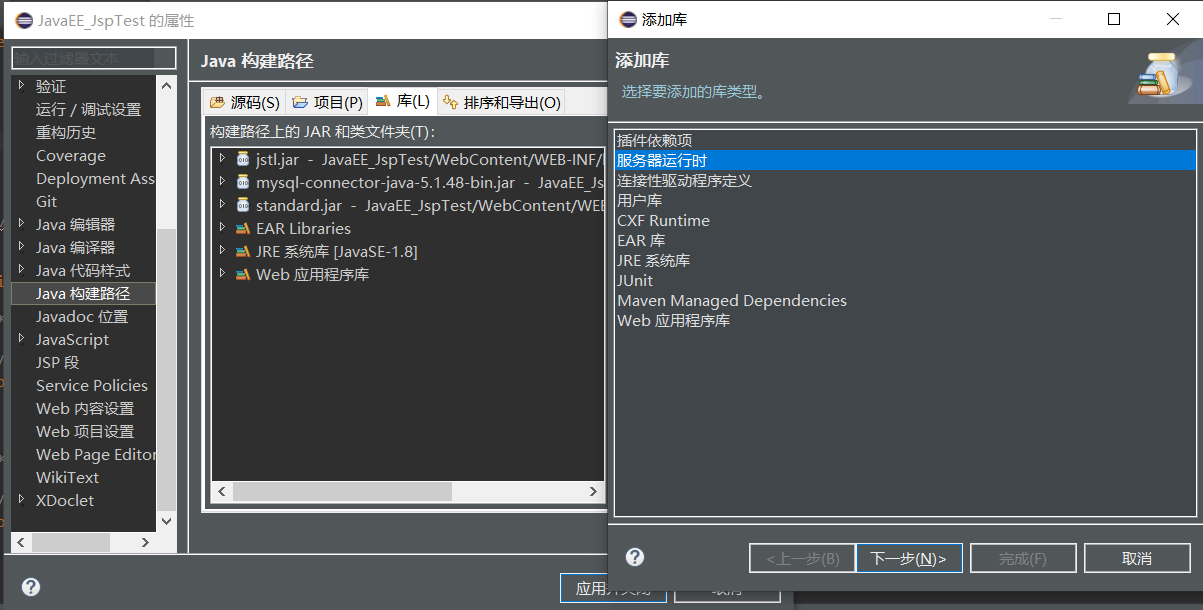 JavaEE_JspTest 的属性
输入过滤器文本
验证
运行 / 调试设置
重构历史
Coverage
Deployment Ass
Git
Java 编辑器
Java 编译器
Java 代码样式
Java 构建路径
Javadoc 位置
JavaScript
JSP 段
Service Policies
Web 内容设置
Web 项目设置
Web Page Editor
WikiText
XDoclet
Java 构建路径
源码(S)
项目(P)
库(L)
排序和导出(O)
构建路径上的 JAR 和类文件夹(T)：
jstl.jar - JavaEE_JspTest/WebContent/WEB-INF/
mysql-connector-java-5.1.48-bin.jar - JavaEE_Js
standard.jar - JavaEE_JspTest/WebContent/WEB
EAR Libraries
JRE 系统库 [JavaSE-1.8]
Web 应用程序库
应用并关闭
取消
添加库
添加库
选择要添加的库类型。
插件依赖项
服务器运行时
连接性驱动程序定义
用户库
CXF Runtime
EAR 库
JRE 系统库
JUnit
Maven Managed Dependencies
Web 应用程序库
<上一步(B)
下一步(N)>
完成(F)
取消